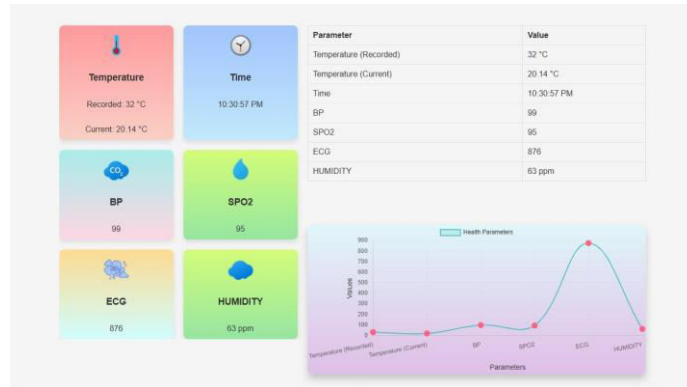 Temperature
Recorded: 32 °C
Current: 20.14 °C
Time
10:30:57 PM
CO₂
BP
99
SPO2
95
ECG
876
HUMIDITY
63 ppm
Parameter Value
Temperature (Recorded) 32 °C
Temperature (Current) 20.14 °C
Time 10:30:57 PM
BP 99
SPO2 95
ECG 876
HUMIDITY 63 ppm
Health Parameters
Values
900
800
700
600
500
400
300
200
100
0
Temperature (Recorded) Temperature (Current) BP SPO2 ECG HUMIDITY
Parameters